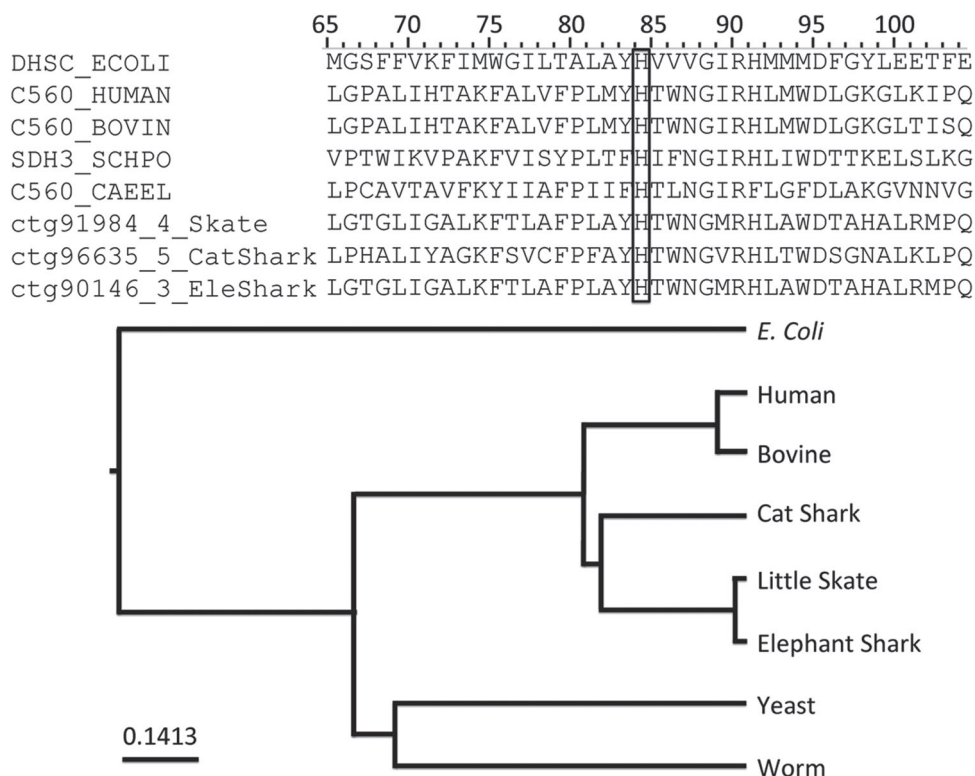 65 70 75 80 85 90 95 100
DHSC_ECOLI MGSFFVKFIMWGILTALAYHVVVGIRHMMMDFGYLEETFE
C560_HUMAN LGPALIHTAKFALVFPLMYHTWNGIRHLMWDLGKGLKIPQ
C560_BOVIN LGPALIHTAKFALVFPLMYHTWNGIRHLMWDLGKGLTISQ
SDH3_SCHPO VPTWIKVPAKFVISYPLTFHIFNGIRHLIWDTTKELSLKG
C560_CAEEL LPCAVTAVFKYIIAFPIIFHTLNGIRFLGFDLAKGVNNVG
ctg91984_4_Skate LGTGLIGALKFTLAFPLAYHTWNGMRHLAWDTAHALRMPQ
ctg96635_5_CatShark LPHALIYAGKFSVCFPFAYHTWNGVRHLTWDSGNALKLPQ
ctg90146_3_EleShark LGTGLIGALKFTLAFPLAYHTWNGMRHLAWDTAHALRMPQ
E. Coli
Human
Bovine
Cat Shark
Little Skate
Elephant Shark
Yeast
0.1413
Worm